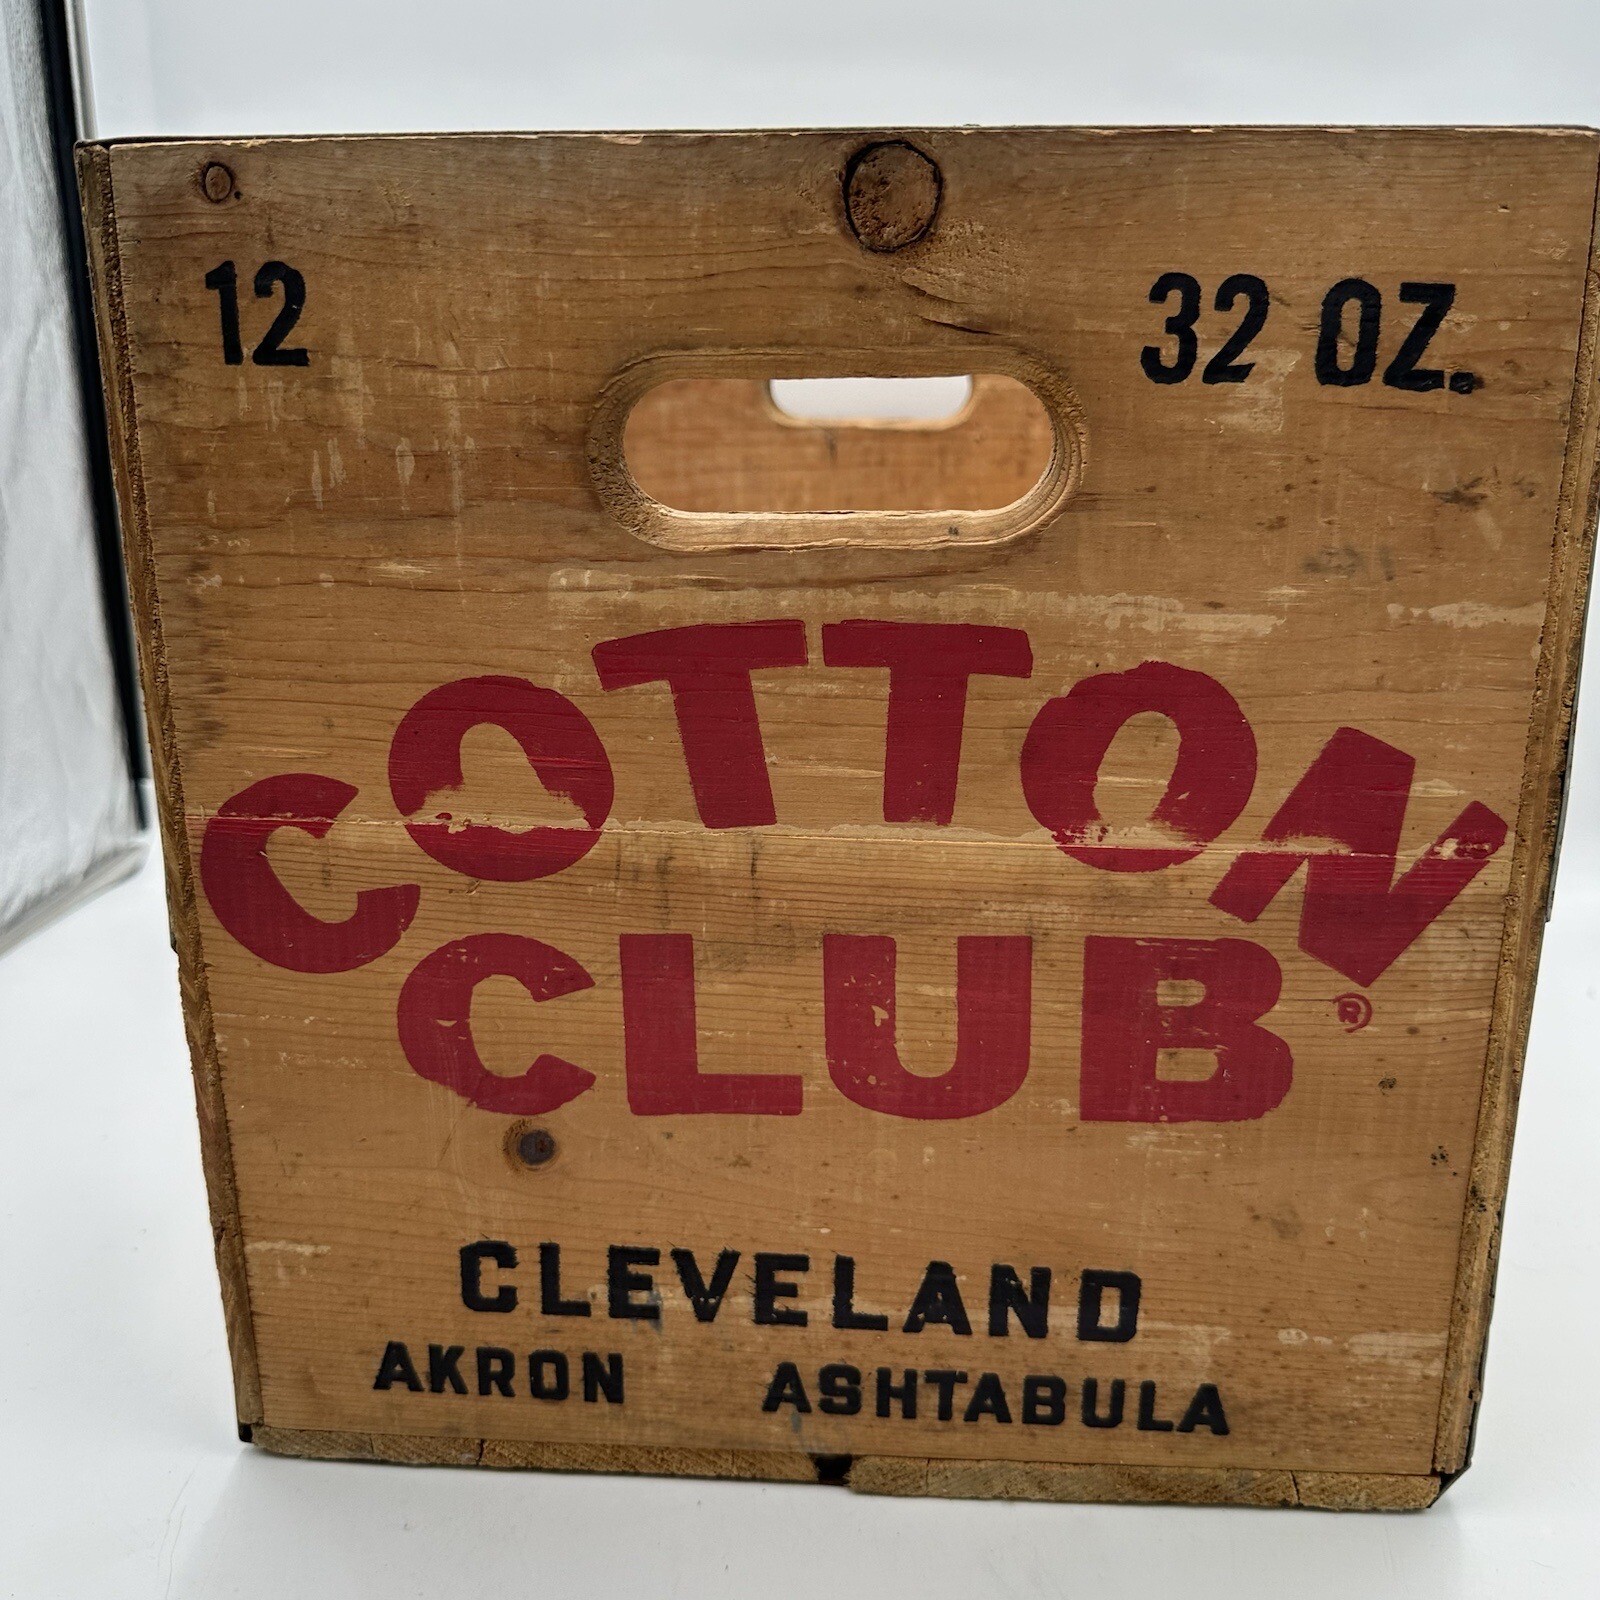 12 32 OZ.
COTTON
CLUB®
CLEVELAND
AKRON ASHTABULA